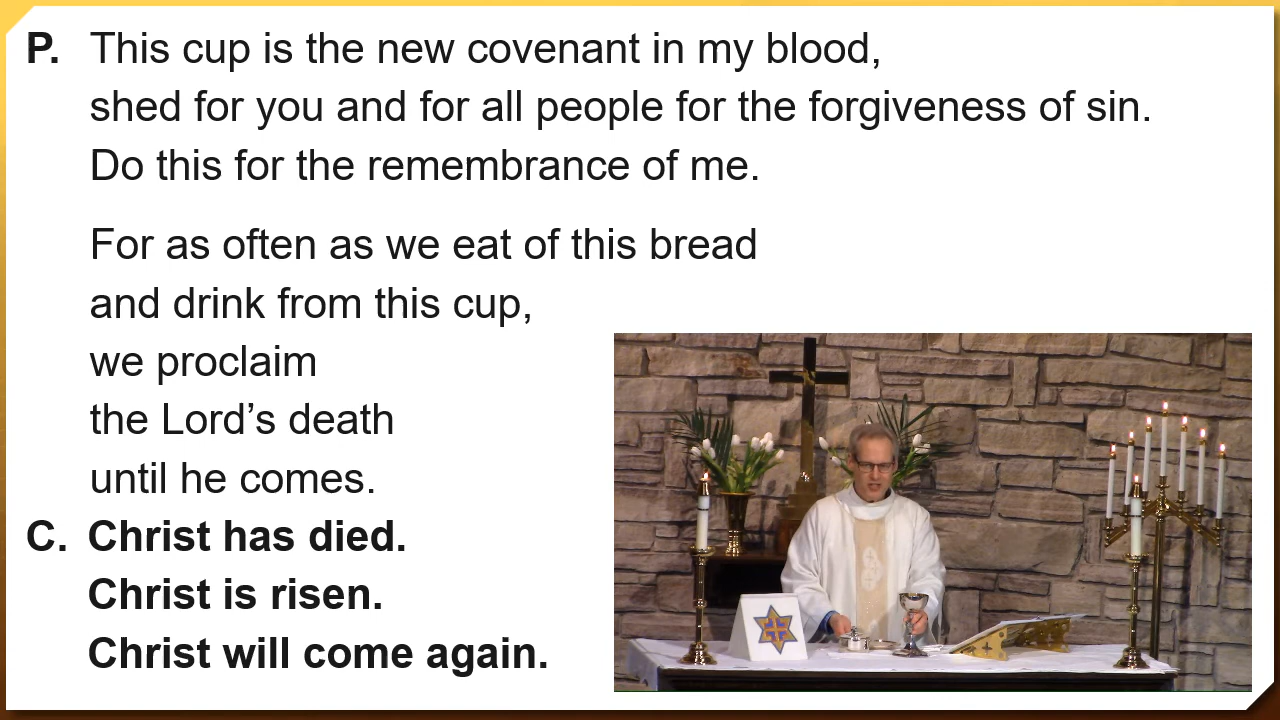 P. This cup is the new covenant in my blood,
shed for you and for all people for the forgiveness of sin.
Do this for the remembrance of me.
For as often as we eat of this bread
and drink from this cup,
we proclaim
the Lord’s death
until he comes.
C. Christ has died.
Christ is risen.
Christ will come again.